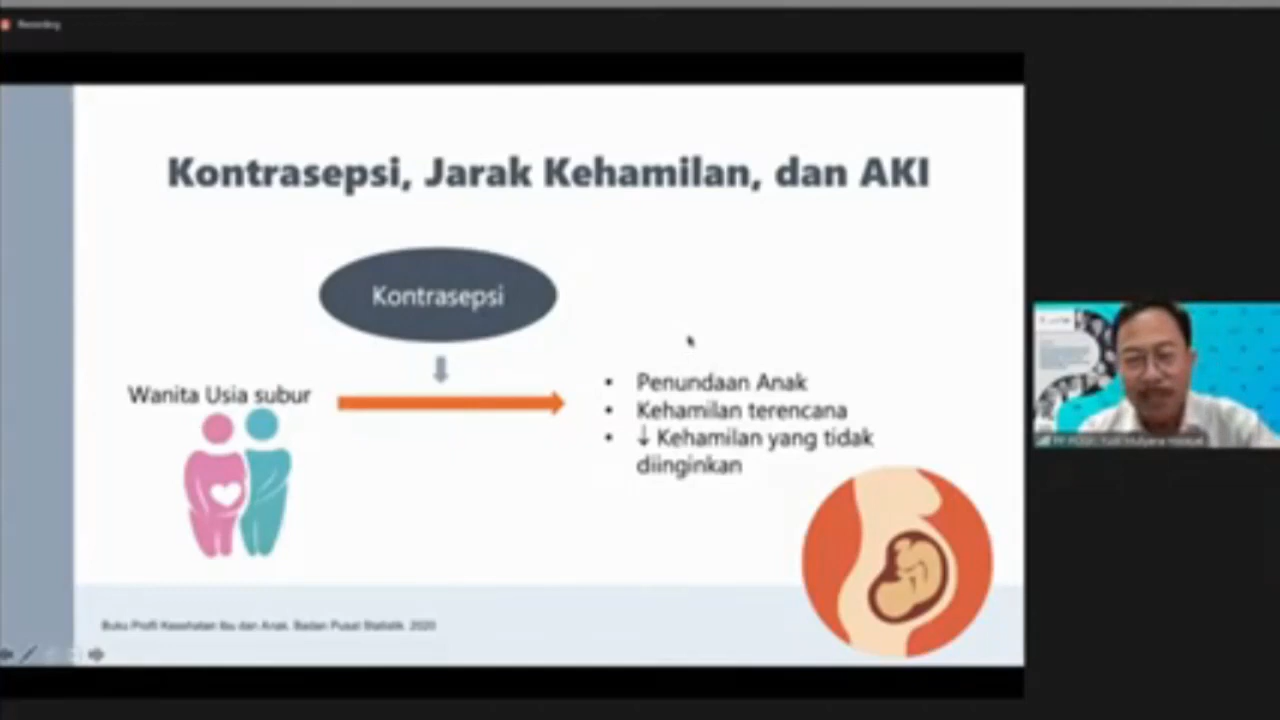 Recording
Kontrasepsi, Jarak Kehamilan, dan AKI
Kontrasepsi
Wanita Usia subur
• Penundaan Anak
• Kehamilan terencana
• ↓ Kehamilan yang tidak
diinginkan
Buku Profil Kesehatan Ibu dan Anak. Badan Pusat Statistik. 2020